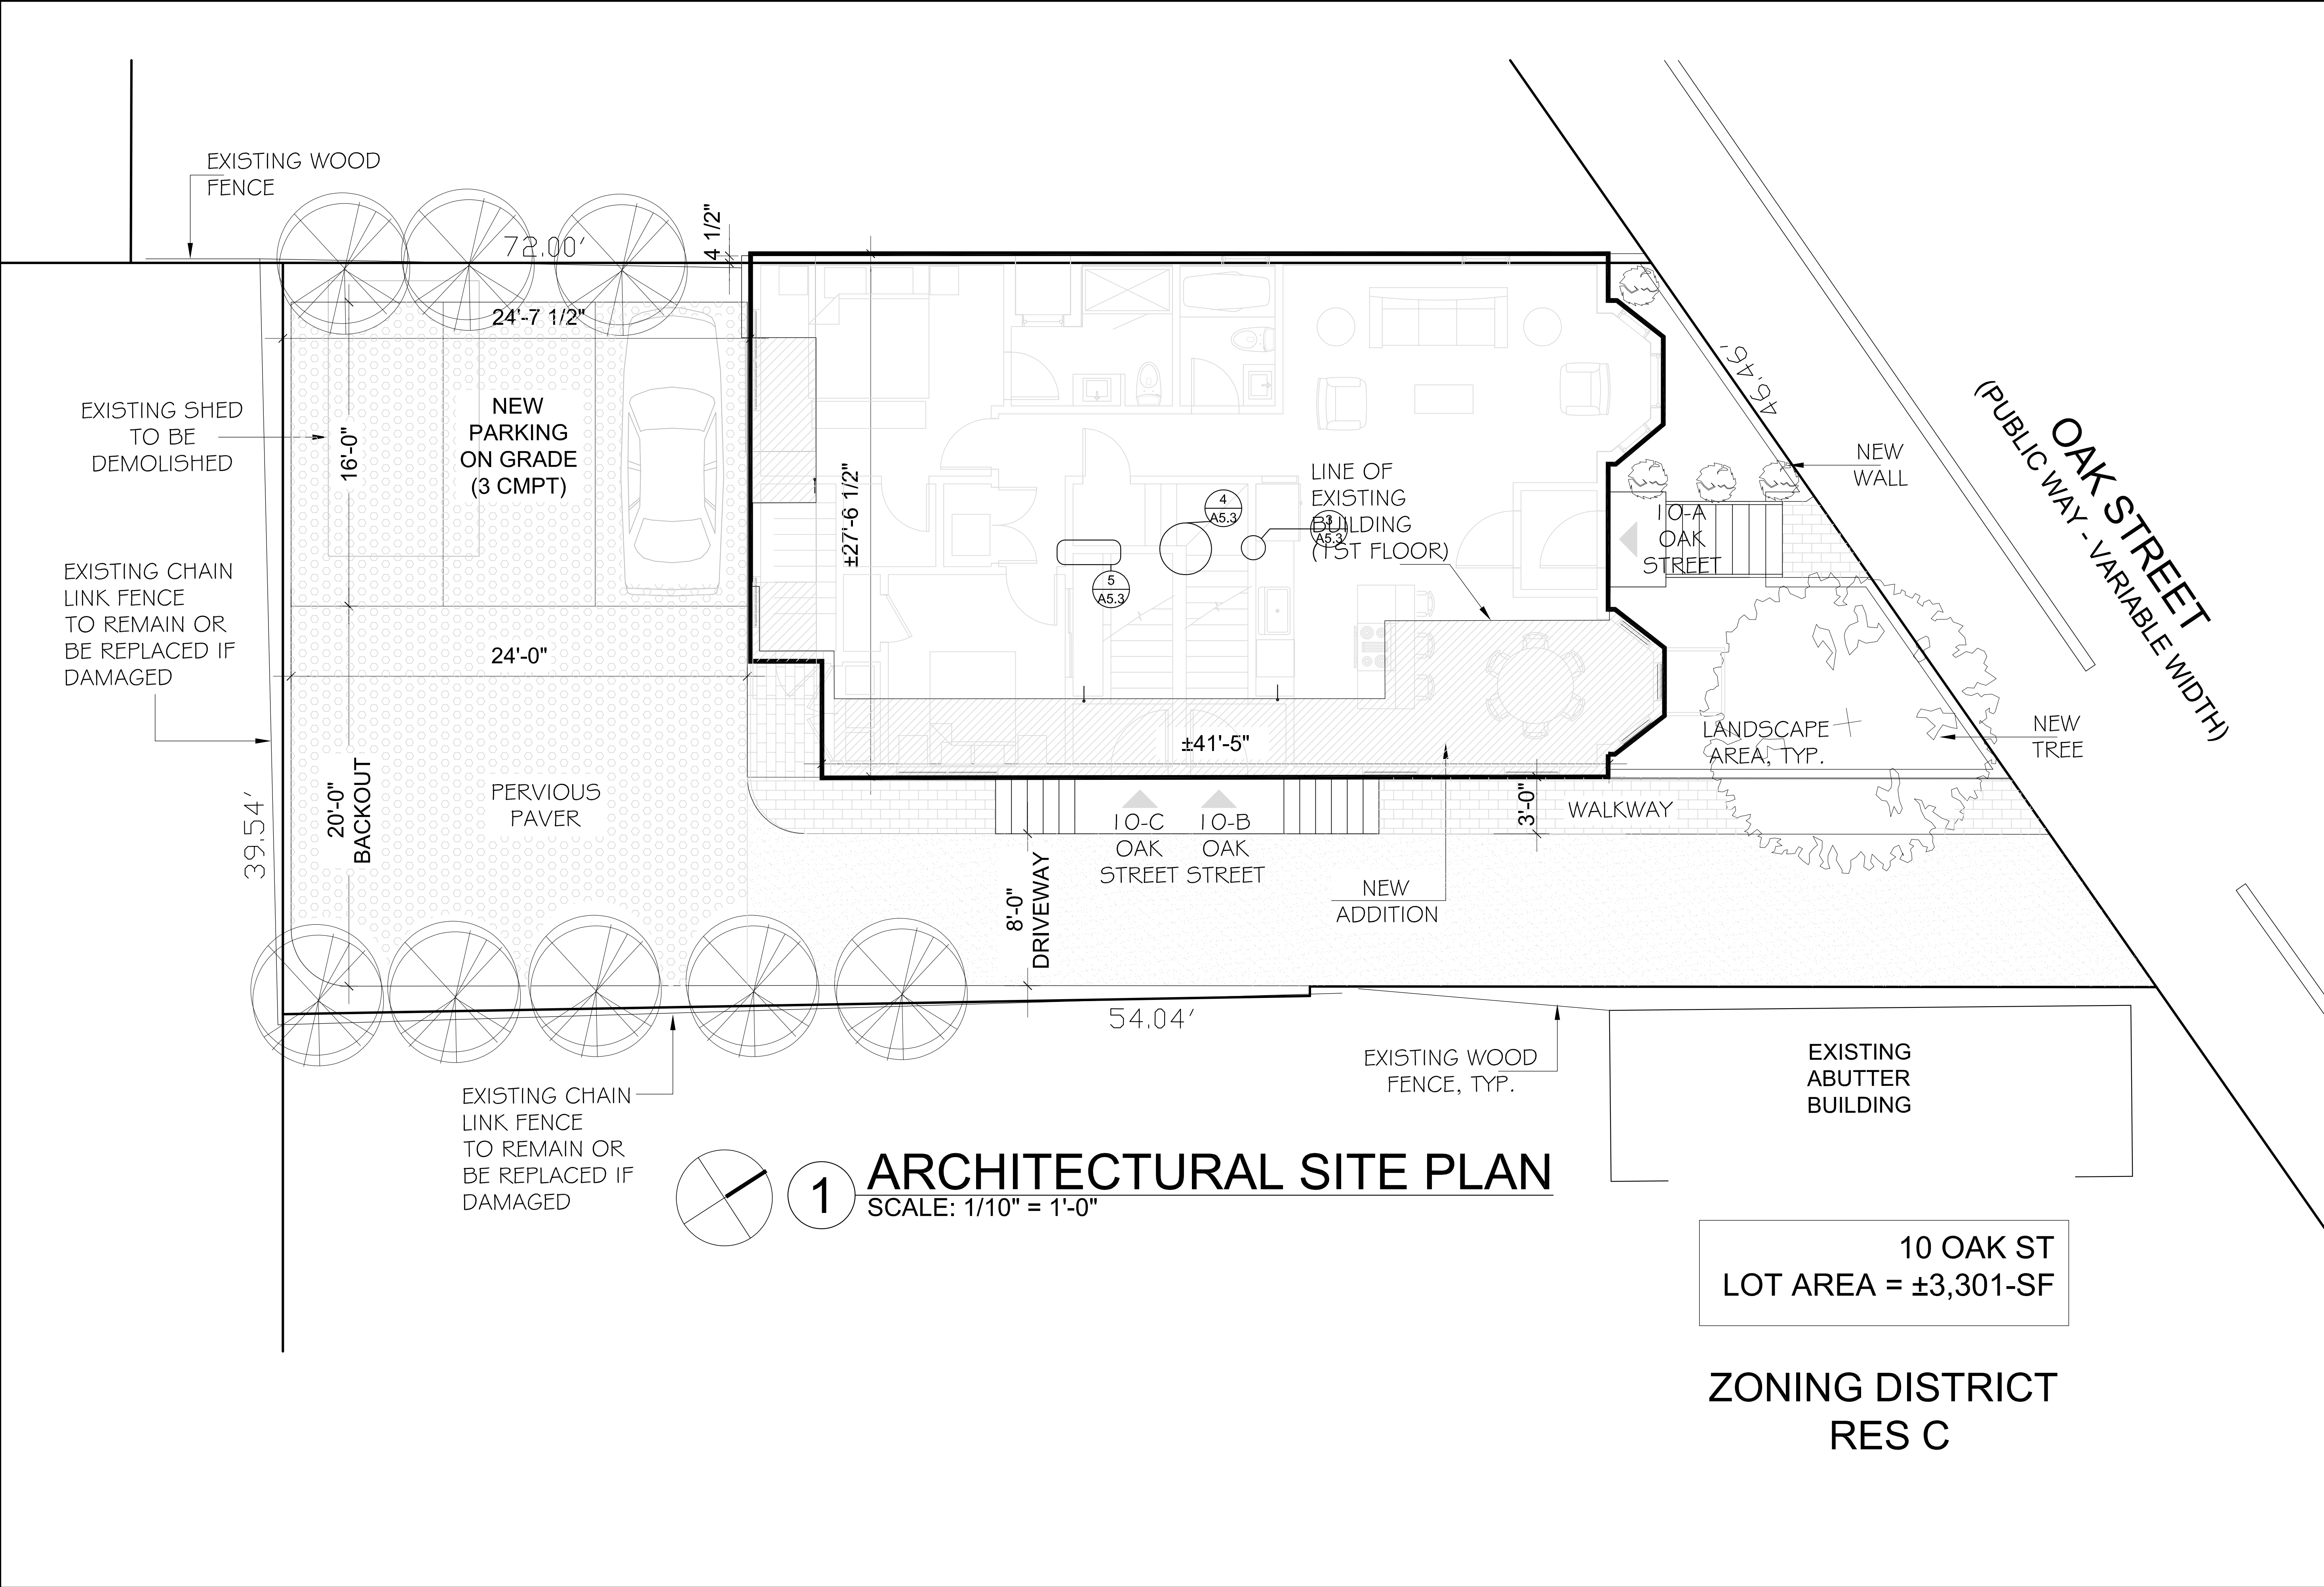 EXISTING WOOD
FENCE
72.00'
4 1/2"
24'-7 1/2"
46.46'
OAK STREET
(PUBLIC WAY - VARIABLE WIDTH)
EXISTING SHED
TO BE
DEMOLISHED
16'-0"
NEW
PARKING
ON GRADE
(3 CMPT)
±27'-6 1/2"
LINE OF
EXISTING
BUILDING
(1ST FLOOR)
4
A5.3
3
A5.3
5
A5.3
NEW
WALL
10-A
OAK
STREET
EXISTING CHAIN
LINK FENCE
TO REMAIN OR
BE REPLACED IF
DAMAGED
24'-0"
±41'-5"
LANDSCAPE
AREA, TYP.
NEW
TREE
39.54'
20'-0"
BACKOUT
PERVIOUS
PAVER
3'-0"
WALKWAY
10-C
OAK
STREET
10-B
OAK
STREET
8'-0"
DRIVEWAY
NEW
ADDITION
54.04'
EXISTING WOOD
FENCE, TYP.
EXISTING
ABUTTER
BUILDING
EXISTING CHAIN
LINK FENCE
TO REMAIN OR
BE REPLACED IF
DAMAGED
1
ARCHITECTURAL SITE PLAN
SCALE: 1/10" = 1'-0"
10 OAK ST
LOT AREA = ±3,301-SF
ZONING DISTRICT
RES C